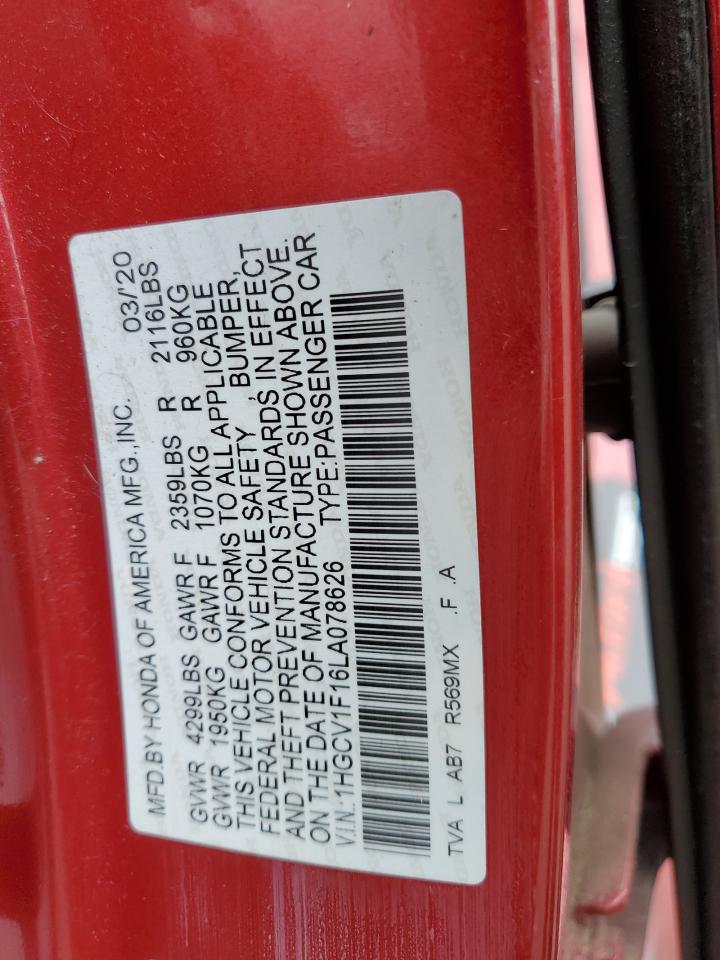 MFD.BY HONDA OF AMERICA MFG.,INC. 03/'20
GVWR 4299LBS GAWR F 2359LBS R 2116LBS
GVWR 1950KG GAWR F 1070KG R 960KG
THIS VEHICLE CONFORMS TO ALL APPLICABLE
FEDERAL MOTOR VEHICLE SAFETY , BUMPER,
AND THEFT PREVENTION STANDARDS, IN EFFECT
ON THE DATE OF MANUFACTURE SHOWN ABOVE.
V.I.N.:1HGCV1F16LA078626 TYPE:PASSENGER CAR
TVA L AB7 R569MX .F .A